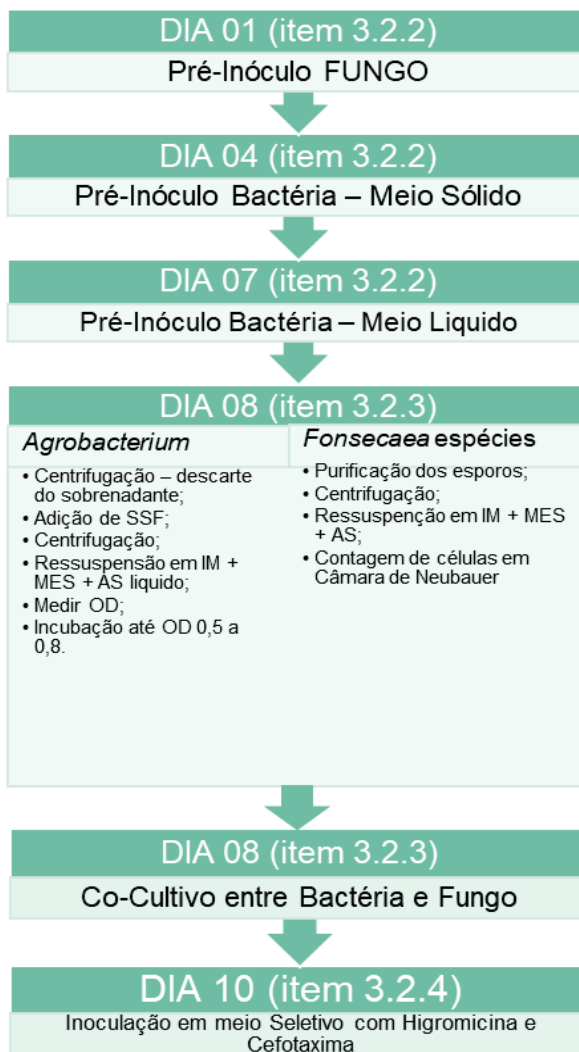 DIA 01 (item 3.2.2)
Pré-Inóculo FUNGO
DIA 04 (item 3.2.2)
Pré-Inóculo Bactéria – Meio Sólido
DIA 07 (item 3.2.2)
Pré-Inóculo Bactéria – Meio Liquido
DIA 08 (item 3.2.3)
Agrobacterium
• Centrifugação – descarte
do sobrenadante;
• Adição de SSF;
• Centrifugação;
• Ressuspensão em IM +
MES + AS liquido;
• Medir OD;
• Incubação até OD 0,5 a
0,8.
Fonsecaea espécies
• Purificação dos esporos;
• Centrifugação;
• Ressuspenção em IM + MES
+ AS;
• Contagem de células em
Câmara de Neubauer
DIA 08 (item 3.2.3)
Co-Cultivo entre Bactéria e Fungo
DIA 10 (item 3.2.4)
Inoculação em meio Seletivo com Higromicina e
Cefotaxima